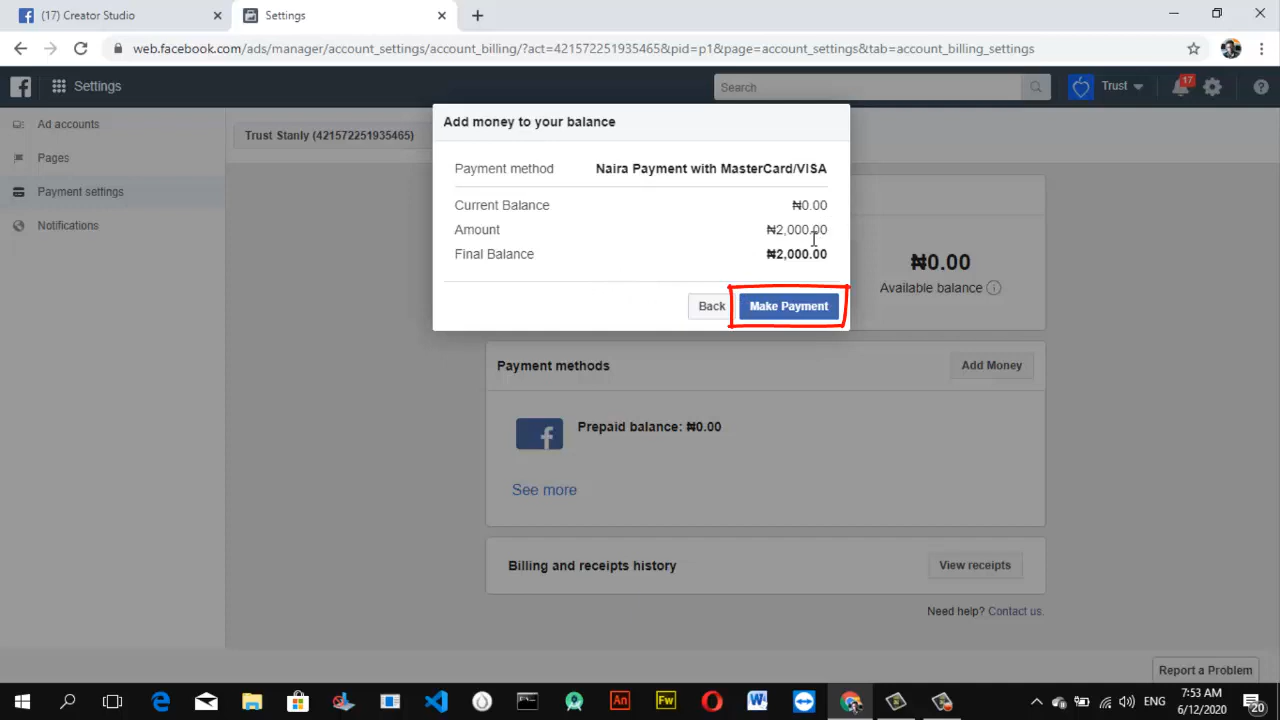 (17) Creator Studio
Settings
web.facebook.com/ads/manager/account_settings/account_billing/?act=421572251935465&pid=p1&page=account_settings&tab=account_billing_settings
Settings
Search
Trust
17
Ad accounts
Pages
Payment settings
Notifications
Trust Stanly (421572251935465)
Add money to your balance
Payment method Naira Payment with MasterCard/VISA
Current Balance ₦0.00
Amount ₦2,000.00
Final Balance ₦2,000.00
Back Make Payment
₦0.00
Available balance
Payment methods
Add Money
Prepaid balance: ₦0.00
See more
Billing and receipts history
View receipts
Need help? Contact us.
Report a Problem
An
Fw
W
ENG
7:53 AM
6/12/2020
20